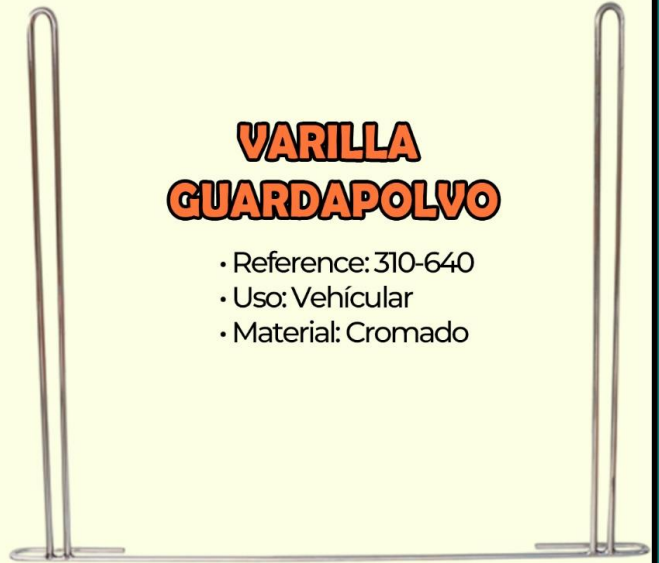 VARILLA
GUARDAPOLVO
• Reference: 310-640
• Uso: Vehícular
• Material: Cromado